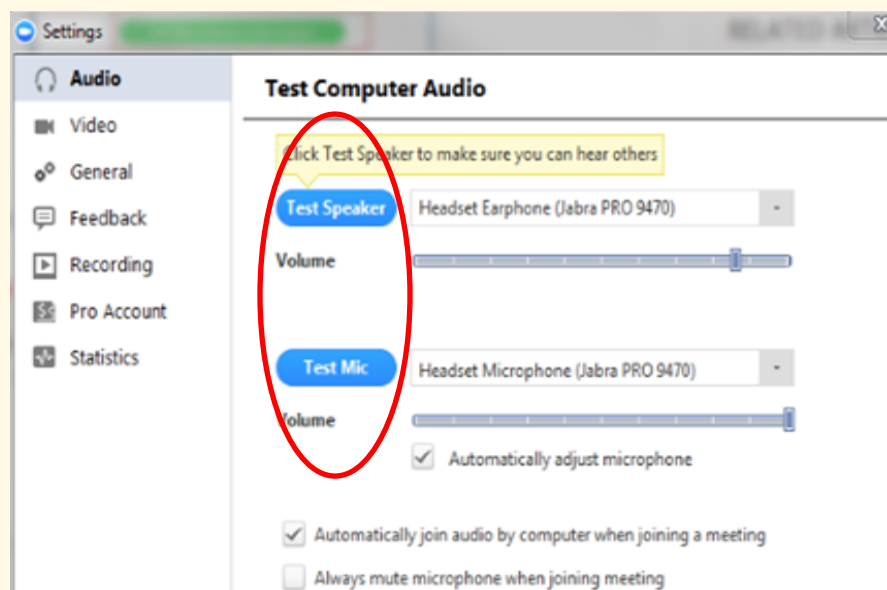 Settings
RELATED
Audio
Video
General
Feedback
Recording
Pro Account
Statistics
Test Computer Audio
Click Test Speaker to make sure you can hear others
Test Speaker Headset Earphone (Jabra PRO 9470)
Volume
Test Mic Headset Microphone (Jabra PRO 9470)
Volume
Automatically adjust microphone
Automatically join audio by computer when joining a meeting
Always mute microphone when joining meeting